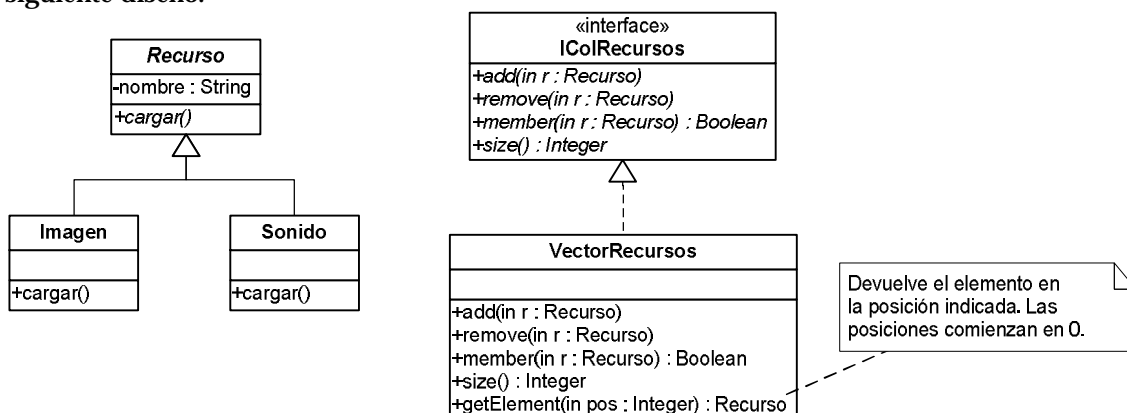 siguiente diseño.
Recurso
-nombre : String
+cargar()
Imagen
+cargar()
Sonido
+cargar()
«interface»
IColRecursos
+add(in r : Recurso)
+remove(in r : Recurso)
+member(in r : Recurso) : Boolean
+size() : Integer
VectorRecursos
+add(in r : Recurso)
+remove(in r : Recurso)
+member(in r : Recurso) : Boolean
+size() : Integer
+getElement(in pos : Integer) : Recurso
Devuelve el elemento en
la posición indicada. Las
posiciones comienzan en 0.